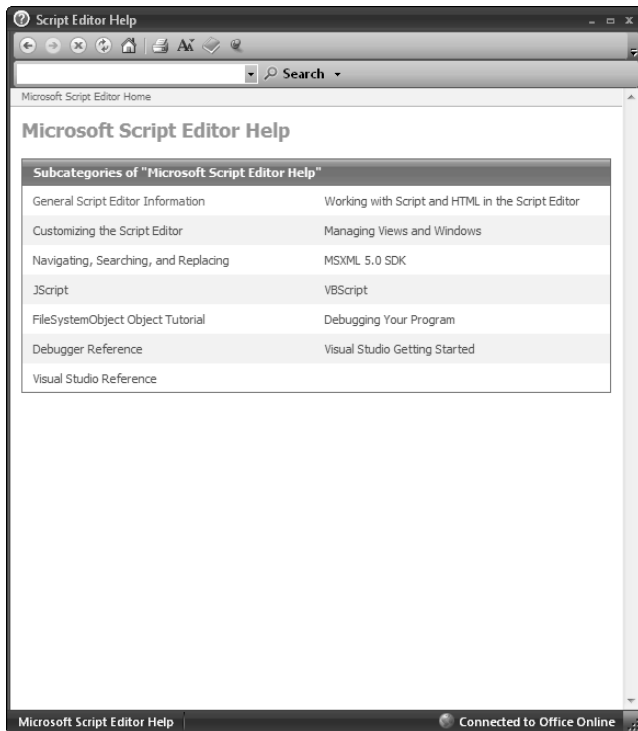 Script Editor Help
Search
Microsoft Script Editor Home
Microsoft Script Editor Help
Subcategories of "Microsoft Script Editor Help"
General Script Editor Information Working with Script and HTML in the Script Editor
Customizing the Script Editor Managing Views and Windows
Navigating, Searching, and Replacing MSXML 5.0 SDK
JScript VBScript
FileSystemObject Object Tutorial Debugging Your Program
Debugger Reference Visual Studio Getting Started
Visual Studio Reference
Microsoft Script Editor Help Connected to Office Online